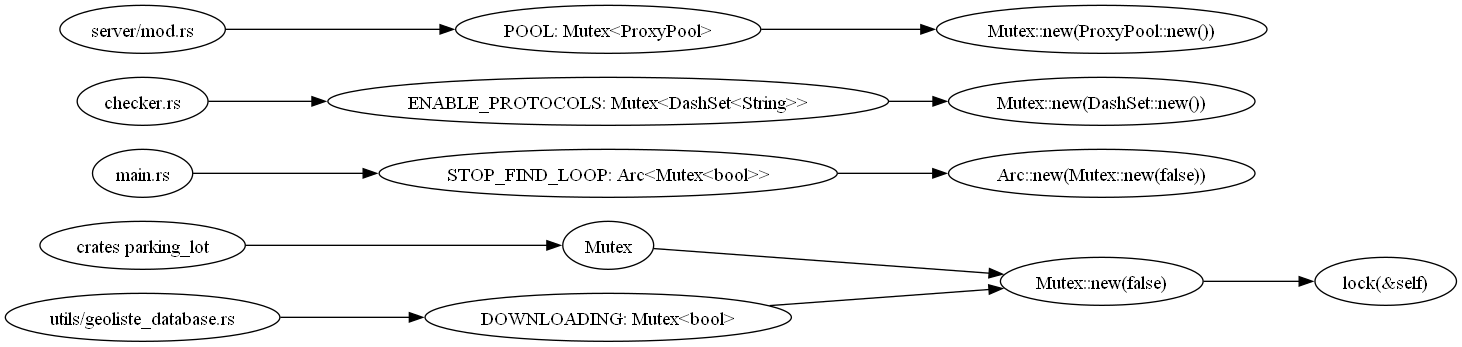 server/mod.rs
POOL: Mutex<ProxyPool>
Mutex::new(ProxyPool::new())
checker.rs
ENABLE_PROTOCOLS: Mutex<DashSet<String>>
Mutex::new(DashSet::new())
main.rs
STOP_FIND_LOOP: Arc<Mutex<bool>>
Arc::new(Mutex::new(false))
crates parking_lot
Mutex
Mutex::new(false)
lock(&self)
utils/geoliste_database.rs
DOWNLOADING: Mutex<bool>